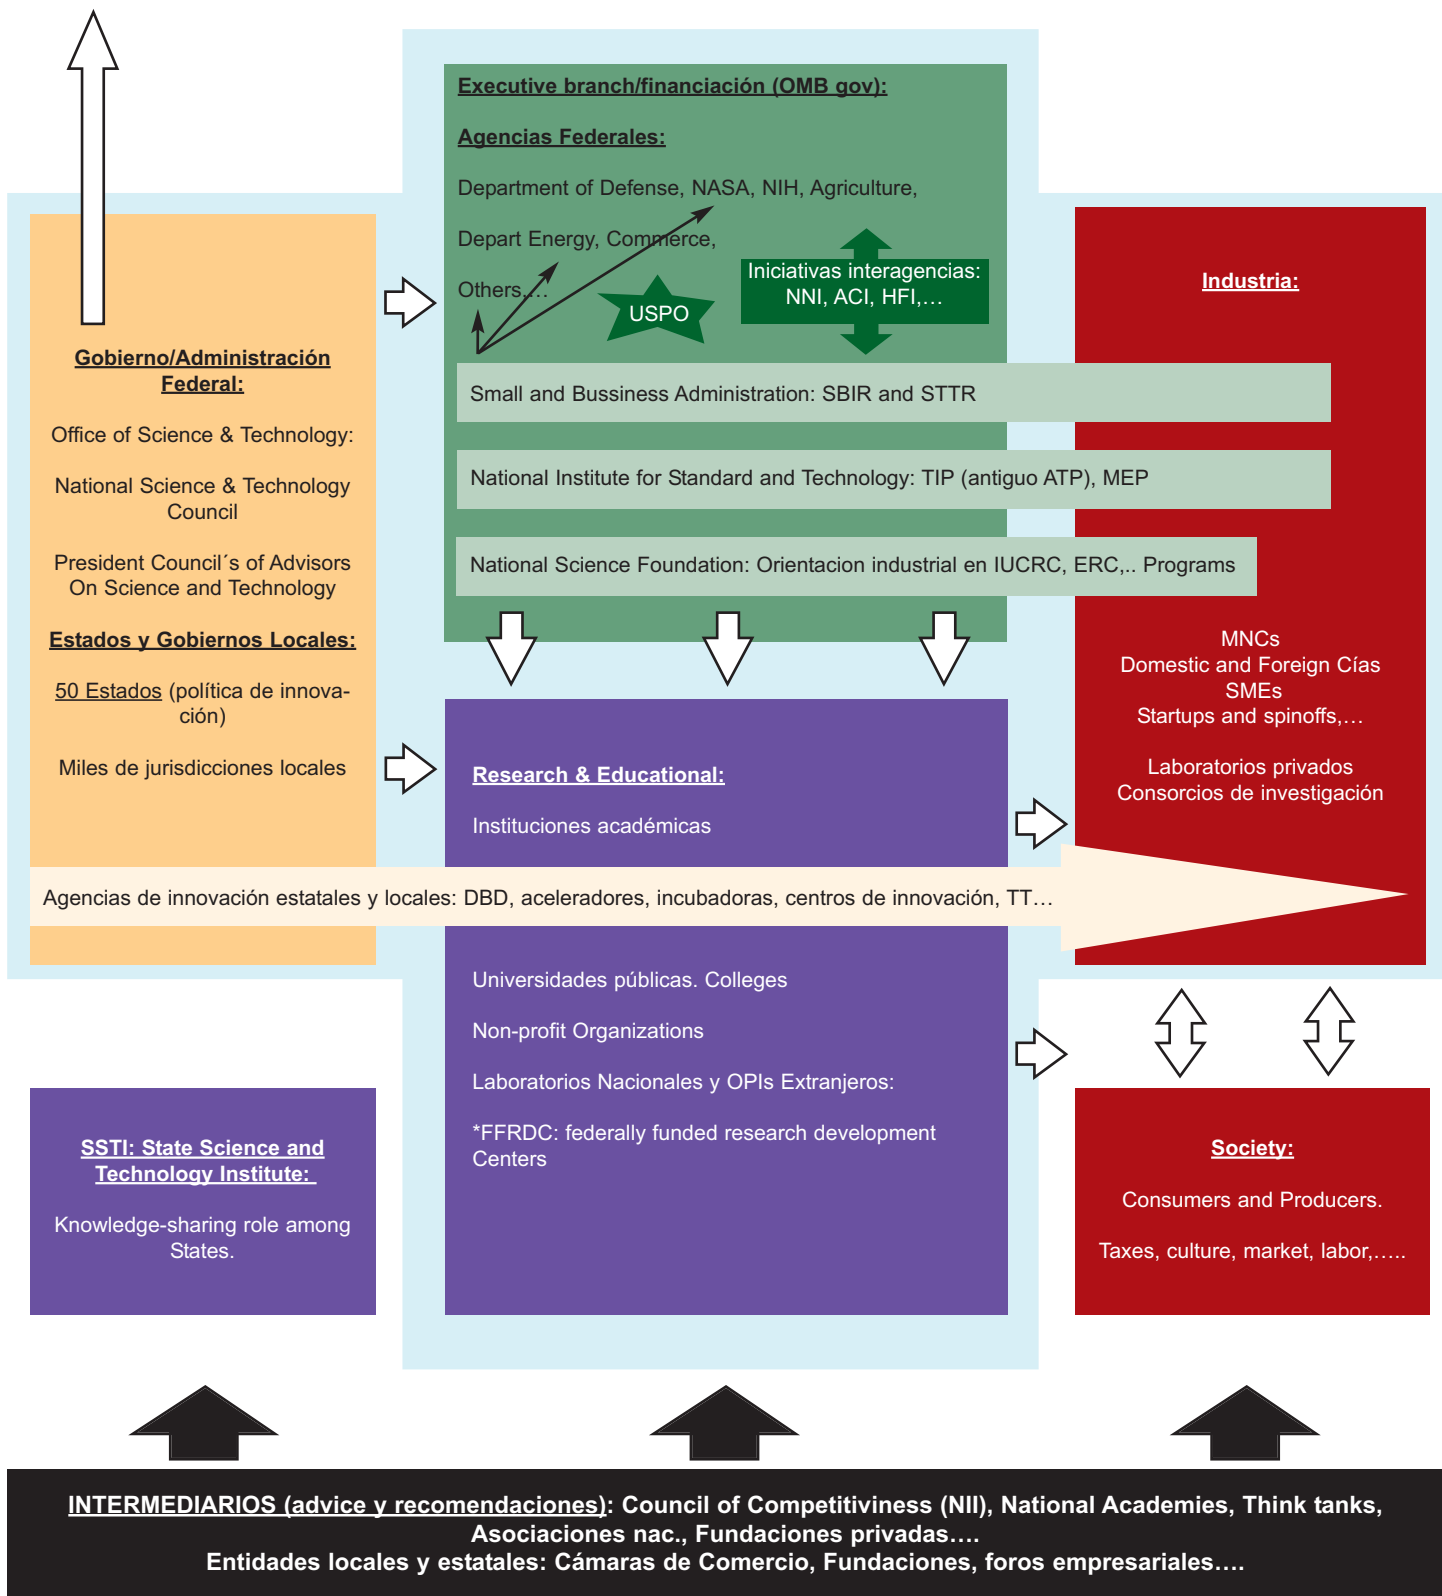 Executive branch/financiación (OMB gov):
Agencias Federales:
Department of Defense, NASA, NIH, Agriculture,
Depart Energy, Commerce,
Others,…
USPO
Iniciativas interagencias:
NNI, ACI, HFI,…
Small and Bussiness Administration: SBIR and STTR
National Institute for Standard and Technology: TIP (antiguo ATP), MEP
National Science Foundation: Orientacion industrial en IUCRC, ERC,.. Programs
Gobierno/Administración
Federal:
Office of Science & Technology:
National Science & Technology
Council
President Council´s of Advisors
On Science and Technology
Estados y Gobiernos Locales:
50 Estados (política de innova-
ción)
Miles de jurisdicciones locales
Industria:
MNCs
Domestic and Foreign Cías
SMEs
Startups and spinoffs,…
Laboratorios privados
Consorcios de investigación
Research & Educational:
Instituciones académicas
Agencias de innovación estatales y locales: DBD, aceleradores, incubadoras, centros de innovación, TT…
Universidades públicas. Colleges
Non-profit Organizations
Laboratorios Nacionales y OPIs Extranjeros:
*FFRDC: federally funded research development
Centers
SSTI: State Science and
Technology Institute:
Knowledge-sharing role among
States.
Society:
Consumers and Producers.
Taxes, culture, market, labor,…..
INTERMEDIARIOS (advice y recomendaciones): Council of Competitiviness (NII), National Academies, Think tanks,
Asociaciones nac., Fundaciones privadas….
Entidades locales y estatales: Cámaras de Comercio, Fundaciones, foros empresariales….